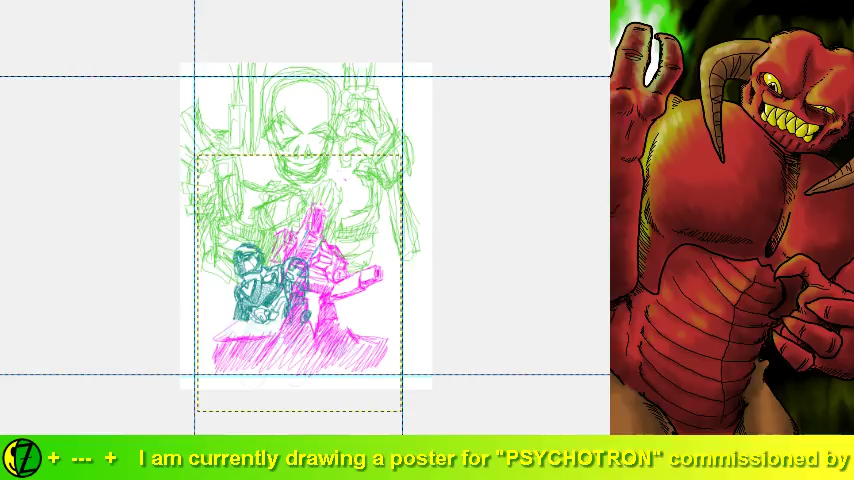 + --- + I am currently drawing a poster for "PSYCHOTRON" commissioned by